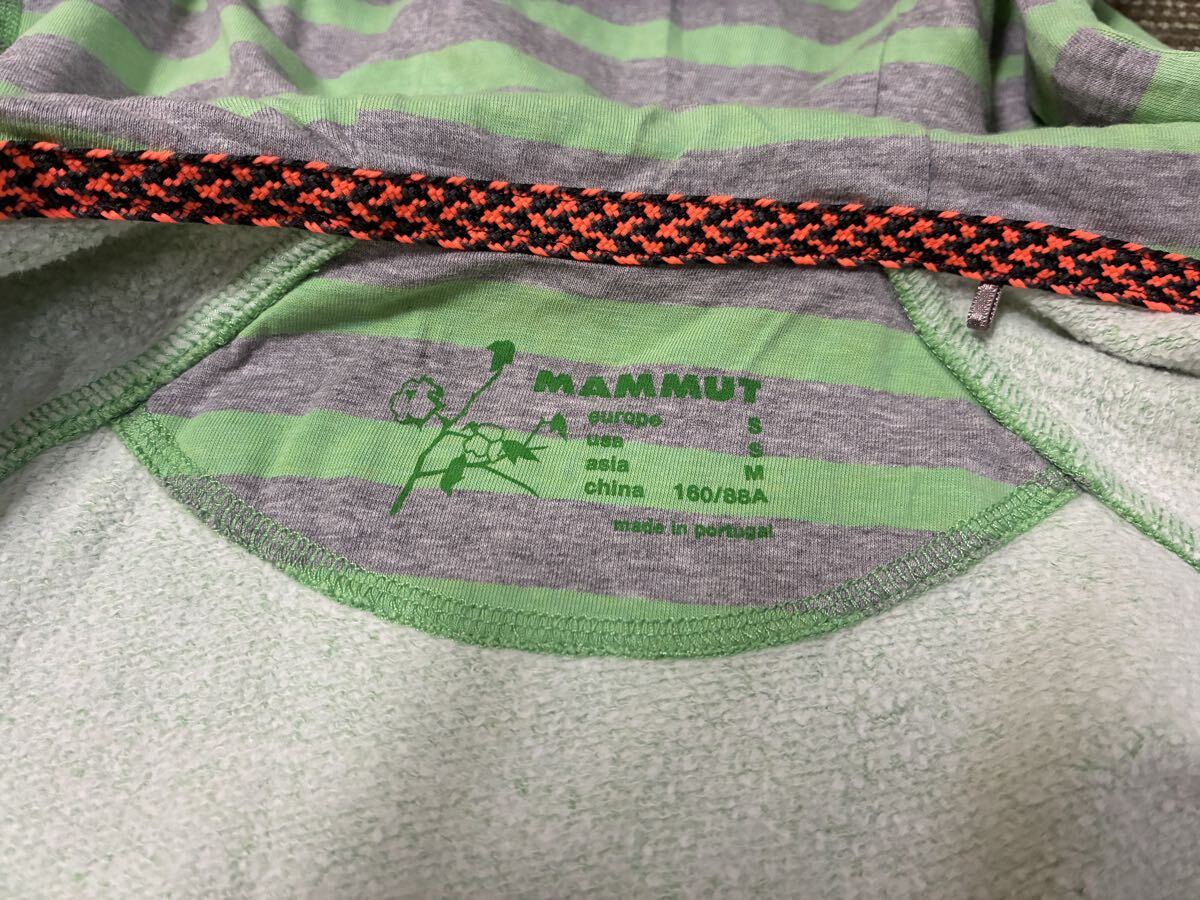 MAMMUT
europe S
usa S
asia M
china 160/88A
made in portugal